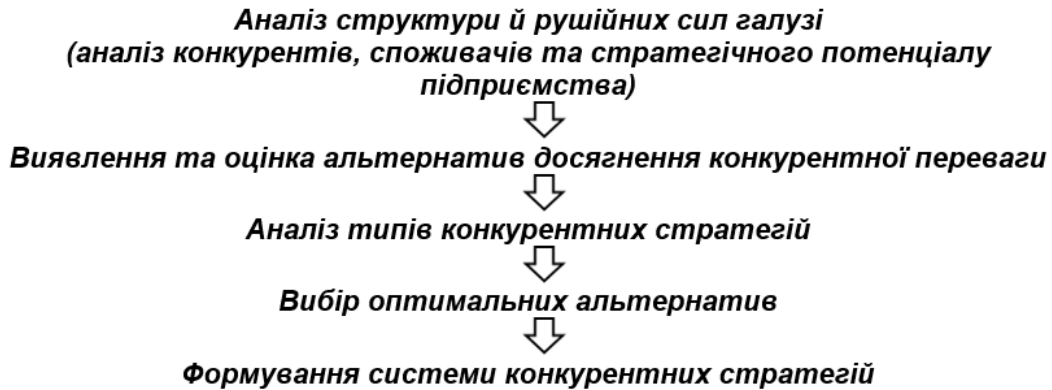 Аналіз структури й рушійних сил галузі
(аналіз конкурентів, споживачів та стратегічного потенціалу
підприємства)
Виявлення та оцінка альтернатив досягнення конкурентної переваги
Аналіз типів конкурентних стратегій
Вибір оптимальних альтернатив
Формування системи конкурентних стратегій